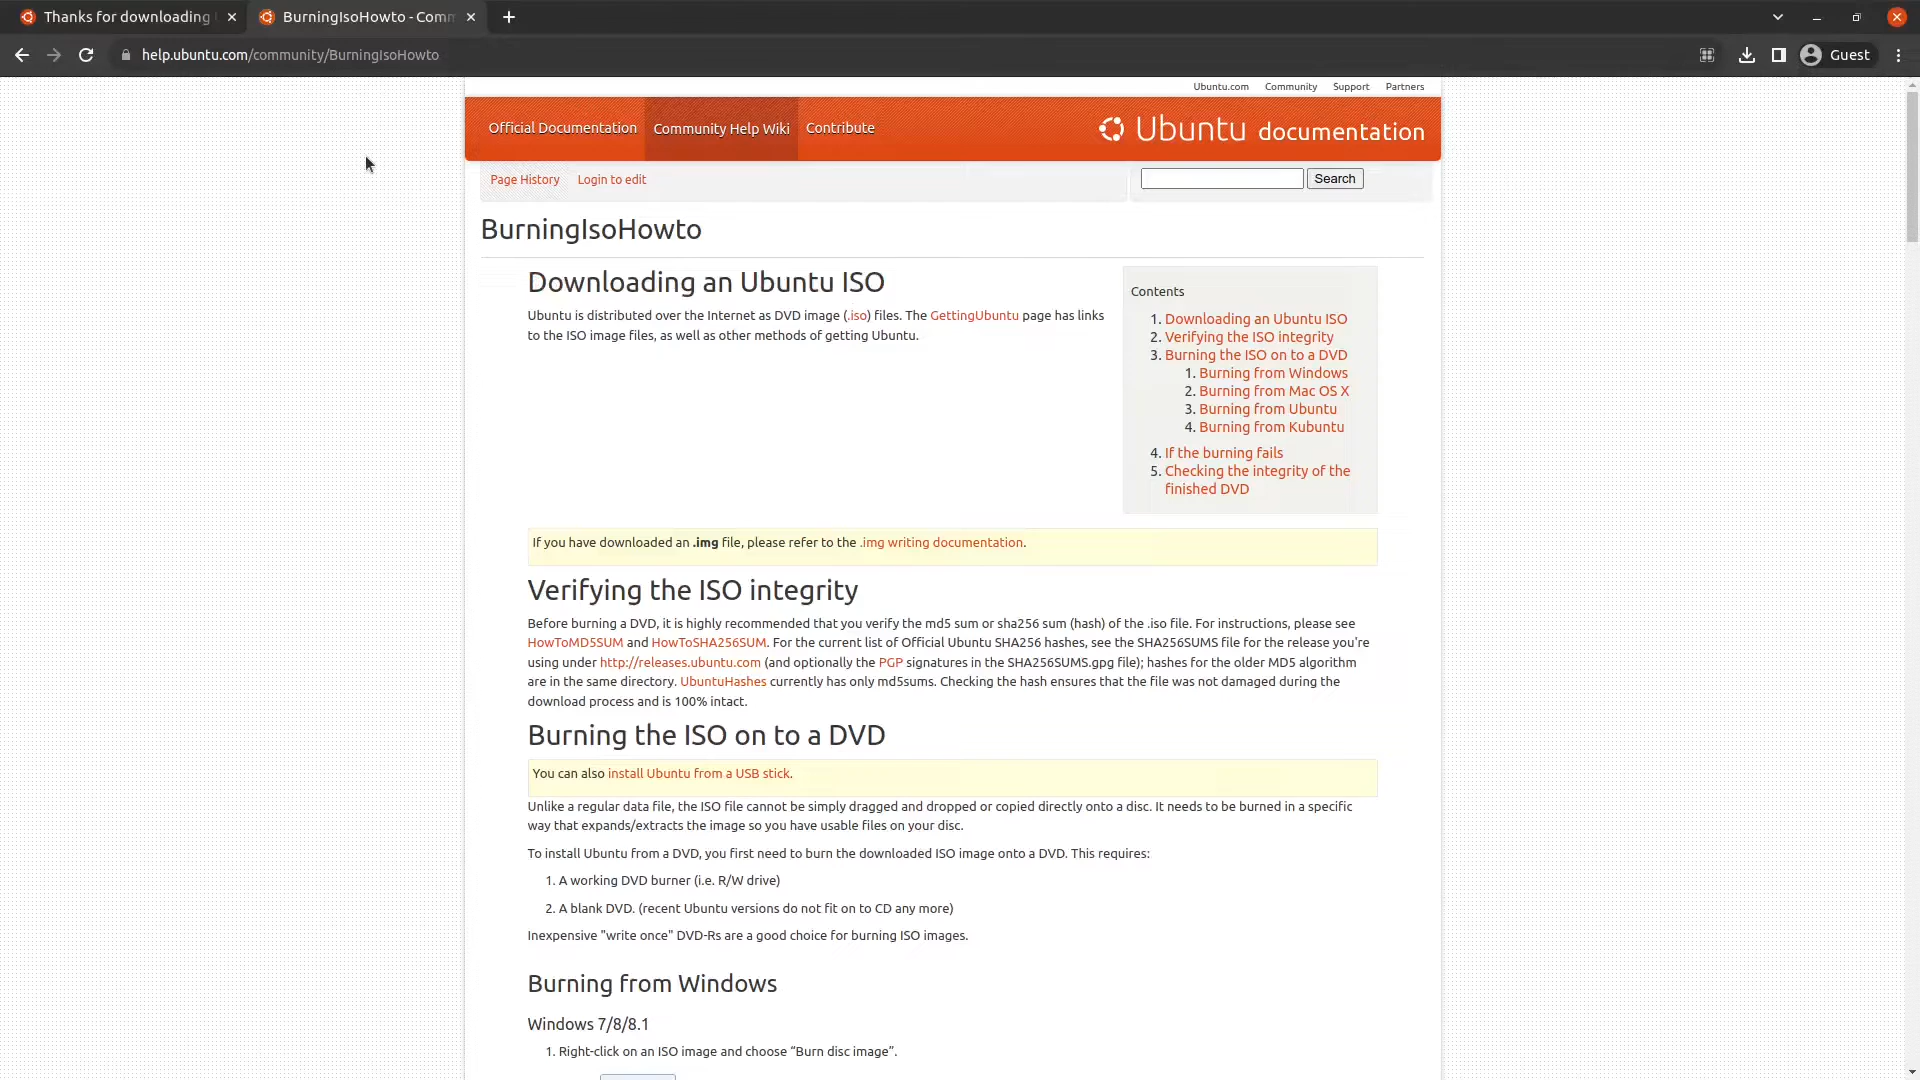 Thanks for downloading
BurningIsoHowto - Comm
help.ubuntu.com/community/BurningIsoHowto
Guest
Ubuntu.com Community Support Partners
Official Documentation Community Help Wiki Contribute
Ubuntu documentation
Page History Login to edit
Search
BurningIsoHowto
Downloading an Ubuntu ISO
Ubuntu is distributed over the Internet as DVD image (.iso) files. The GettingUbuntu page has links
to the ISO image files, as well as other methods of getting Ubuntu.
Contents
1. Downloading an Ubuntu ISO
2. Verifying the ISO integrity
3. Burning the ISO on to a DVD
1. Burning from Windows
2. Burning from Mac OS X
3. Burning from Ubuntu
4. Burning from Kubuntu
4. If the burning fails
5. Checking the integrity of the
finished DVD
If you have downloaded an .img file, please refer to the .img writing documentation.
Verifying the ISO integrity
Before burning a DVD, it is highly recommended that you verify the md5 sum or sha256 sum (hash) of the .iso file. For instructions, please see
HowToMD5SUM and HowToSHA256SUM. For the current list of Official Ubuntu SHA256 hashes, see the SHA256SUMS file for the release you're
using under http://releases.ubuntu.com (and optionally the PGP signatures in the SHA256SUMS.gpg file); hashes for the older MD5 algorithm
are in the same directory. UbuntuHashes currently has only md5sums. Checking the hash ensures that the file was not damaged during the
download process and is 100% intact.
Burning the ISO on to a DVD
You can also install Ubuntu from a USB stick.
Unlike a regular data file, the ISO file cannot be simply dragged and dropped or copied directly onto a disc. It needs to be burned in a specific
way that expands/extracts the image so you have usable files on your disc.
To install Ubuntu from a DVD, you first need to burn the downloaded ISO image onto a DVD. This requires:
1. A working DVD burner (i.e. R/W drive)
2. A blank DVD. (recent Ubuntu versions do not fit on to CD any more)
Inexpensive "write once" DVD-Rs are a good choice for burning ISO images.
Burning from Windows
Windows 7/8/8.1
1. Right-click on an ISO image and choose “Burn disc image”.